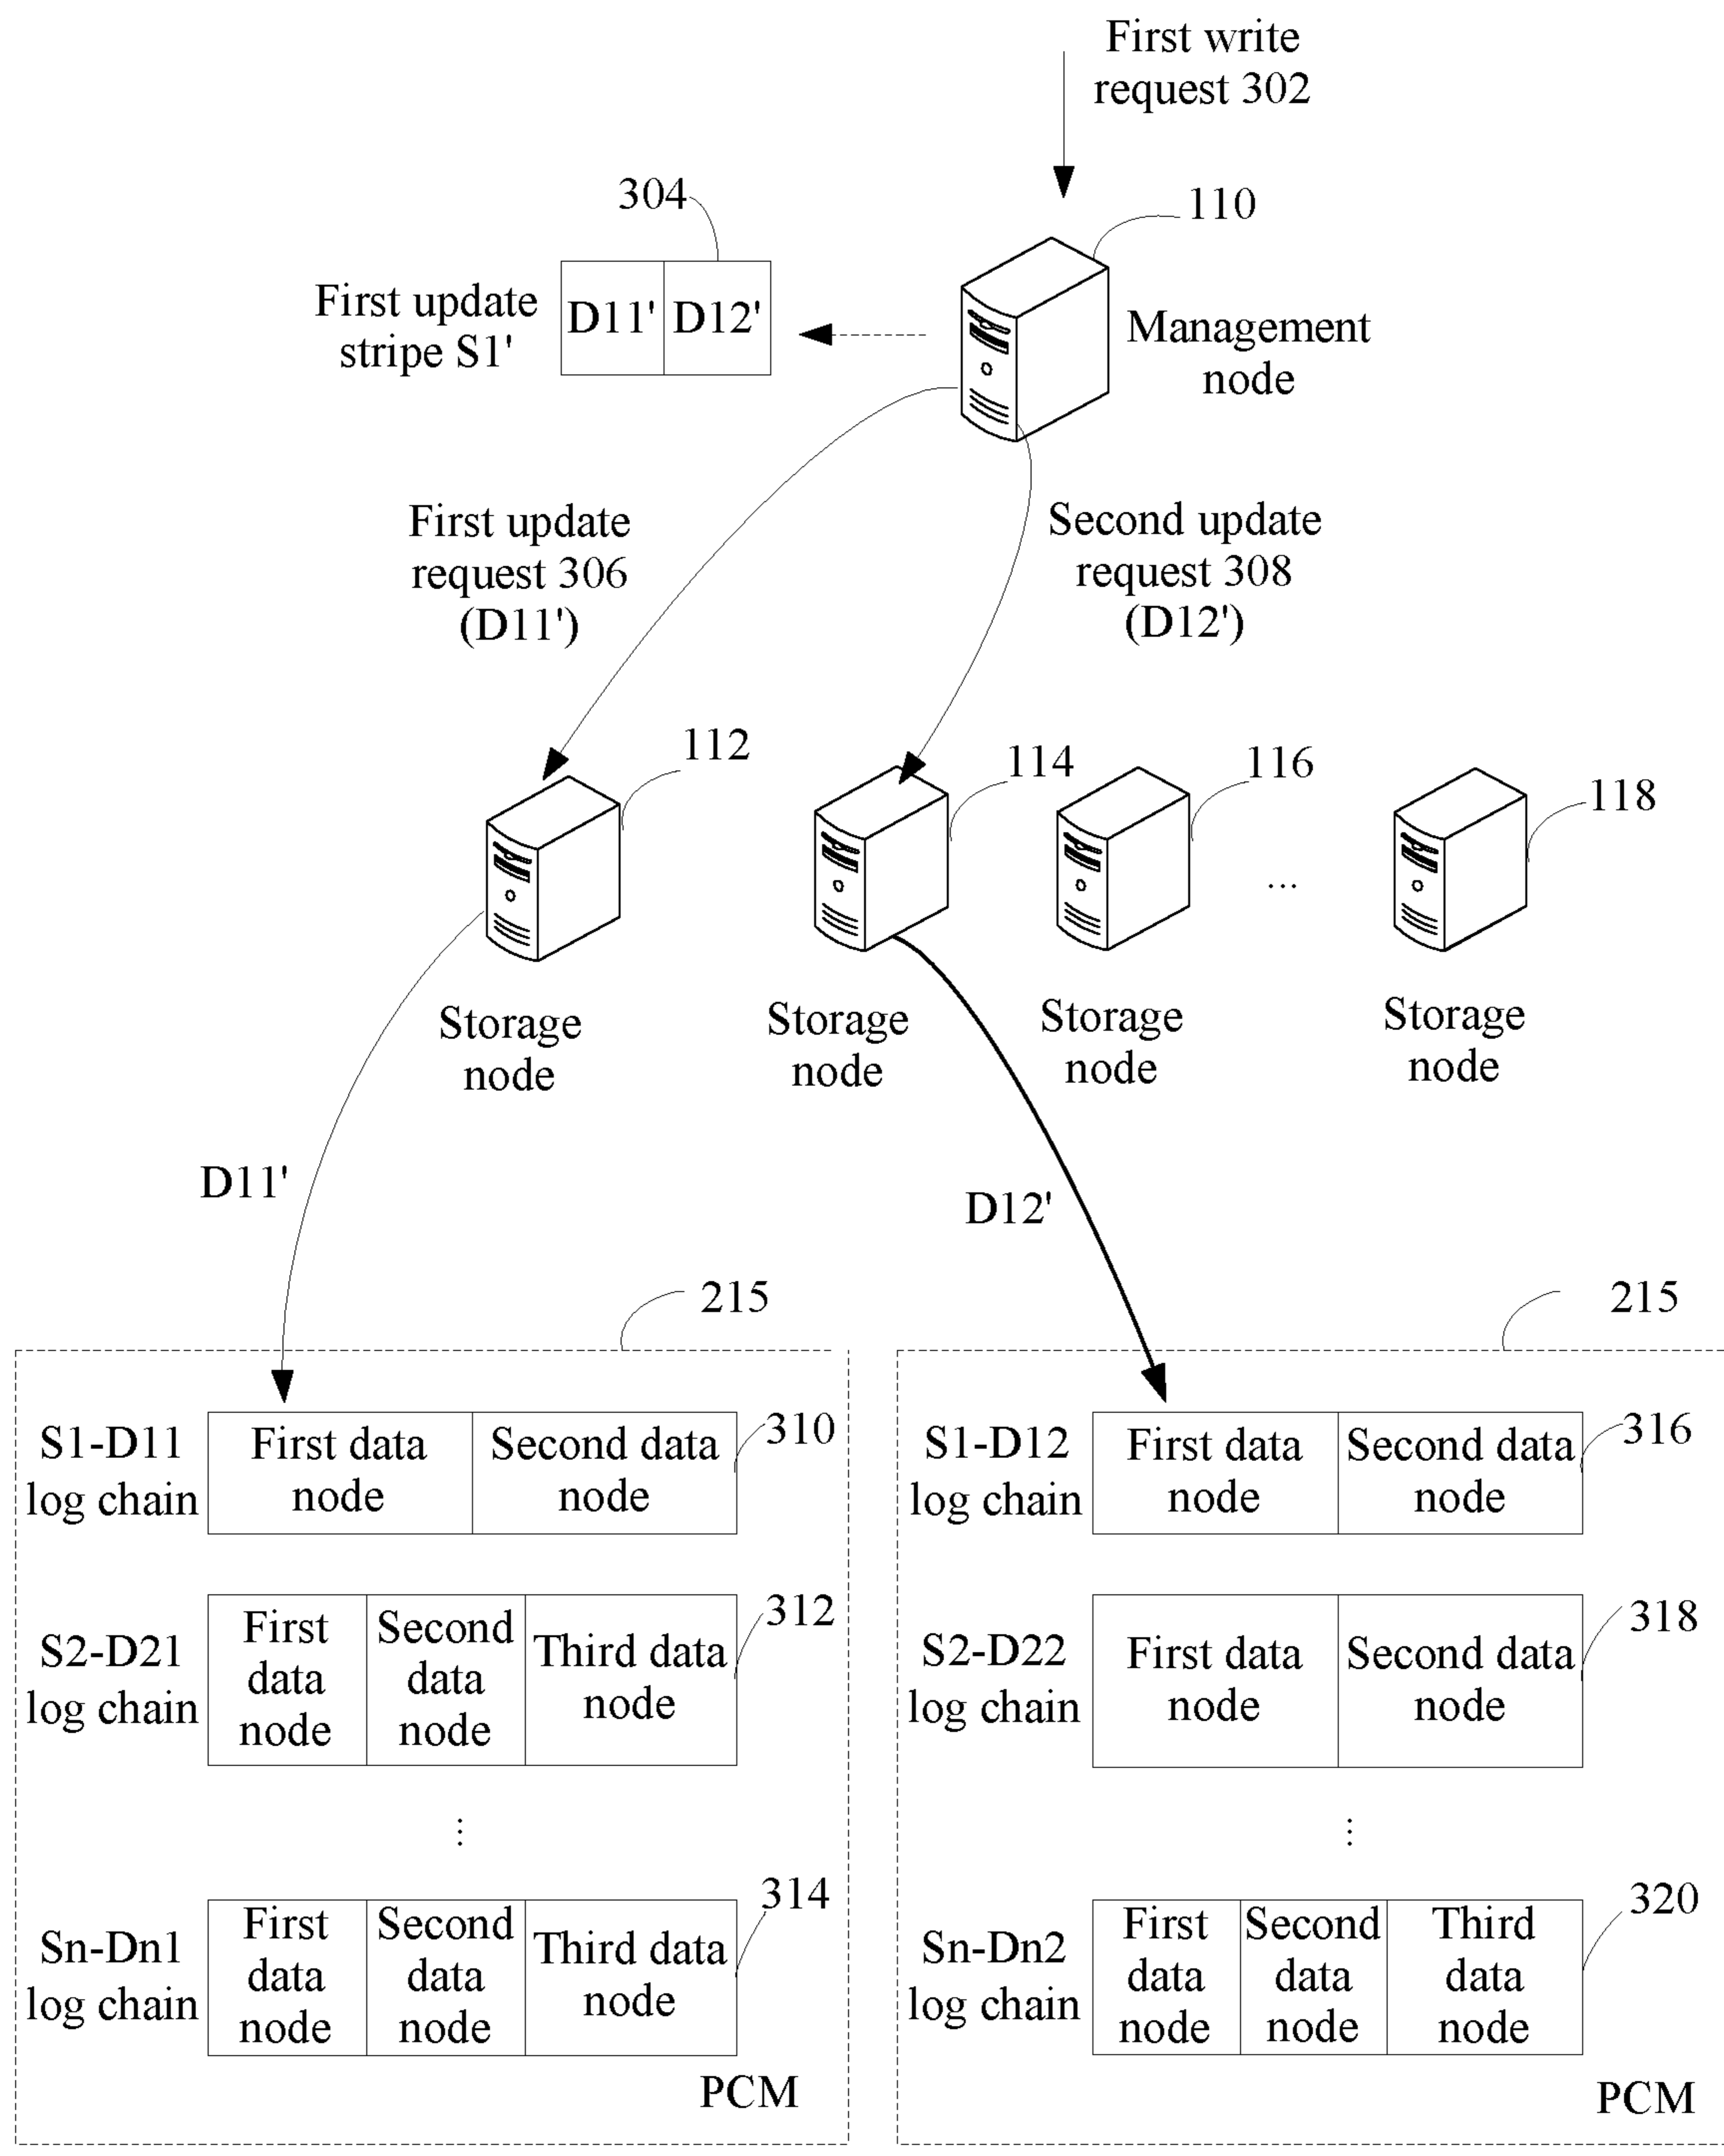 First write
request 302
304
110
First update
stripe S1'
D11'
D12'
Management
node
First update
request 306
(D11')
Second update
request 308
(D12')
112
114
116
118
...
Storage
node
Storage
node
Storage
node
Storage
node
D11'
D12'
215
215
S1-D11
log chain
First data
node
Second data
node
310
S2-D21
log chain
First
data
node
Second
data
node
Third data
node
312
⋮
Sn-Dn1
log chain
First
data
node
Second
data
node
Third data
node
314
PCM
S1-D12
log chain
First data
node
Second data
node
316
S2-D22
log chain
First data
node
Second data
node
318
⋮
Sn-Dn2
log chain
First
data
node
Second
data
node
Third
data
node
320
PCM